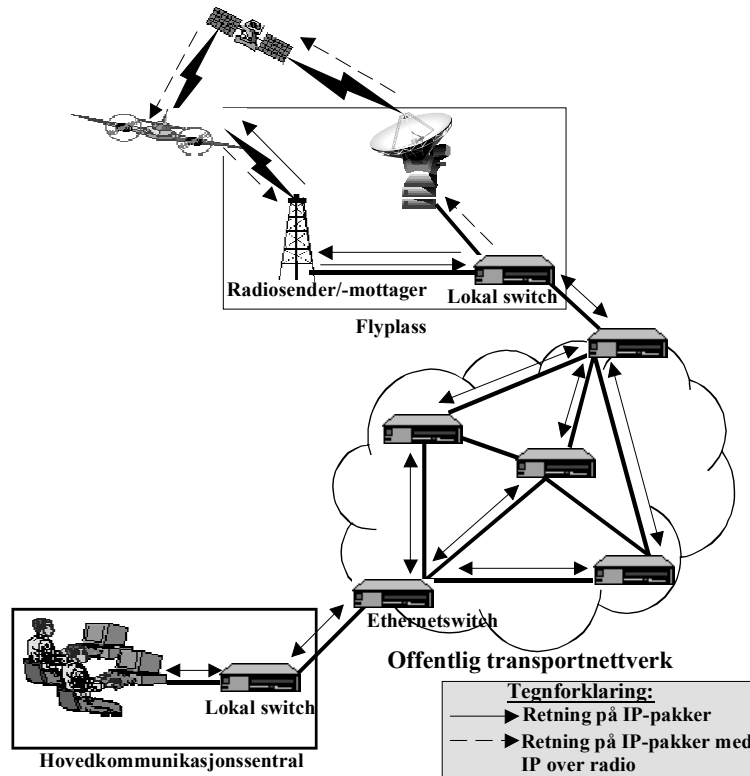 Radiosender/-mottager
Lokal switch
Flyplass
Ethernetswitch
Offentlig transportnettverk
Lokal switch
Hovedkommunikasjonssentral
Tegnforklaring:
Retning på IP-pakker
Retning på IP-pakker med
IP over radio